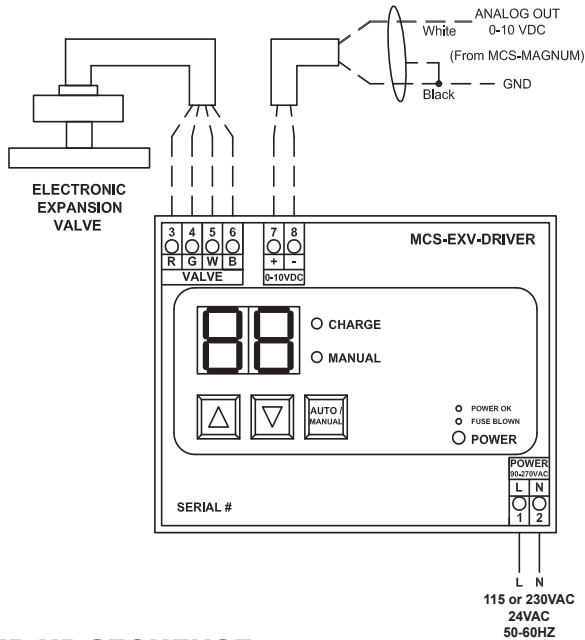 ANALOG OUT
0-10 VDC
White
(From MCS-MAGNUM)
GND
Black
ELECTRONIC
EXPANSION
VALVE
3 4 5 6 7 8
R G W B + -
VALVE 0-10VDC
MCS-EXV-DRIVER
88
CHARGE
MANUAL
AUTO /
MANUAL
POWER OK
FUSE BLOWN
POWER
POWER
90-270VAC
L N
1 2
SERIAL #
L N
115 or 230VAC
24VAC
50-60HZ